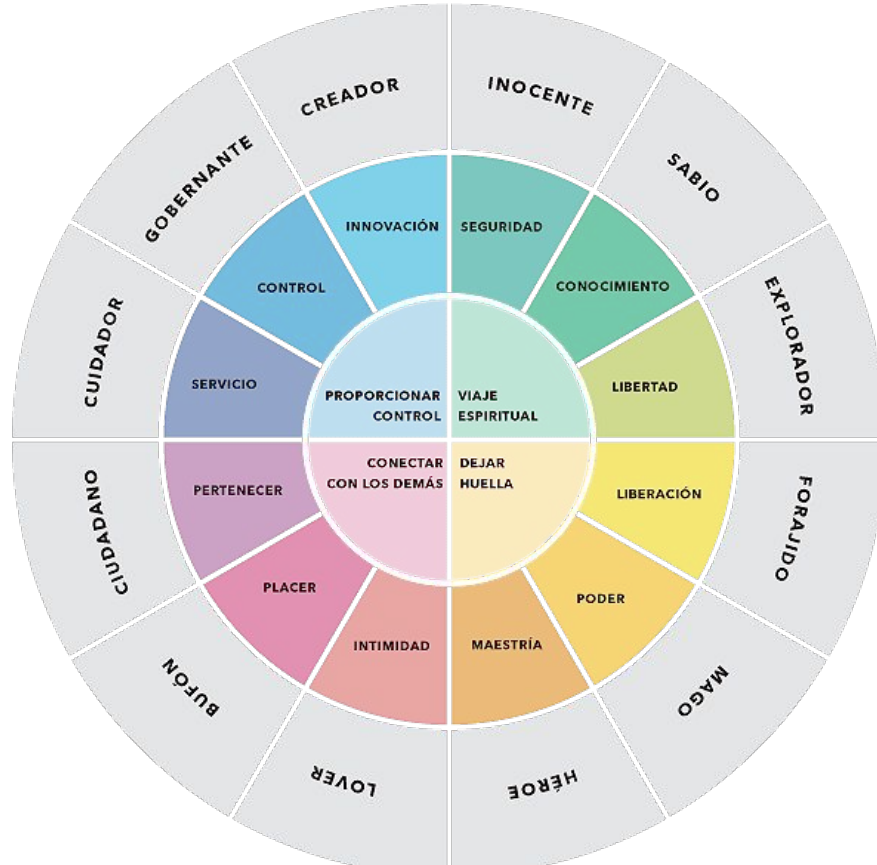 CREADOR
INOCENTE
SABIO
EXPLORADOR
FORAJIDO
MAGO
HÉROE
LOVER
BUFÓN
CIUDADANO
CUIDADOR
GOBERNANTE
INNOVACIÓN
SEGURIDAD
CONOCIMIENTO
LIBERTAD
LIBERACIÓN
PODER
MAESTRÍA
INTIMIDAD
PLACER
PERTENECER
SERVICIO
CONTROL
PROPORCIONAR
CONTROL
VIAJE
ESPIRITUAL
CONECTAR
CON LOS DEMÁS
DEJAR
HUELLA